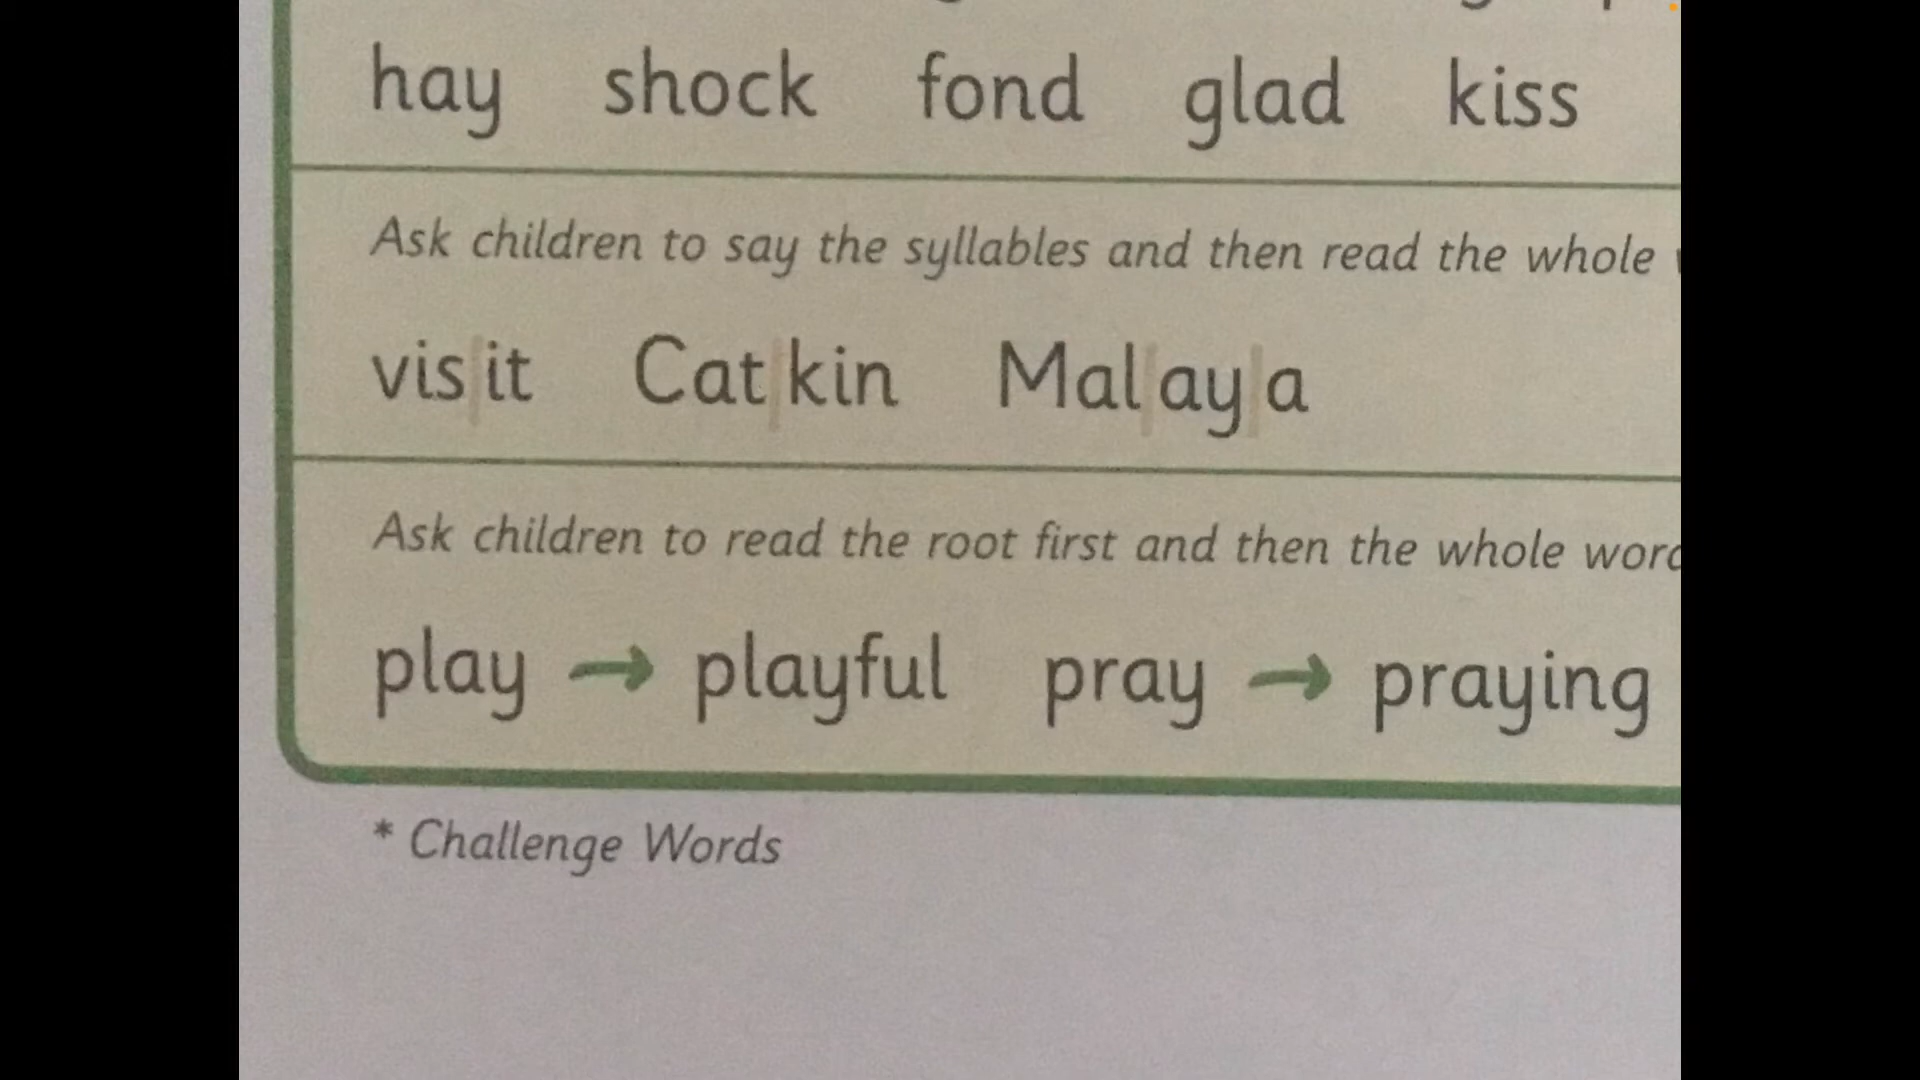 hay shock fond glad kiss
Ask children to say the syllables and then read the whole
vis|it Cat|kin Mal|ay|a
Ask children to read the root first and then the whole word
play → playful pray → praying
* Challenge Words